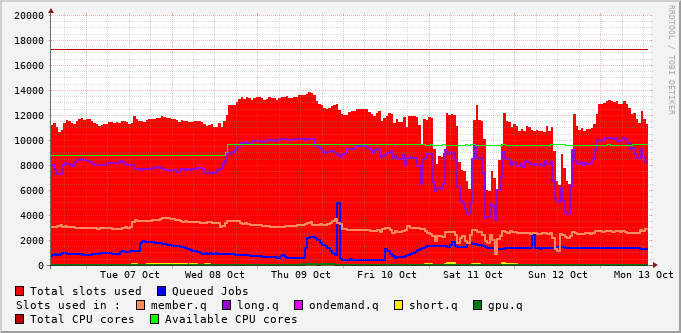 RRDTOOL / TOBI OETIKER
20000
18000
16000
14000
12000
10000
8000
6000
4000
2000
0
Tue 07 Oct Wed 08 Oct Thu 09 Oct Fri 10 Oct Sat 11 Oct Sun 12 Oct Mon 13 Oct
Total slots used Queued Jobs
Slots used in : member.q long.q ondemand.q short.q gpu.q
Total CPU cores Available CPU cores